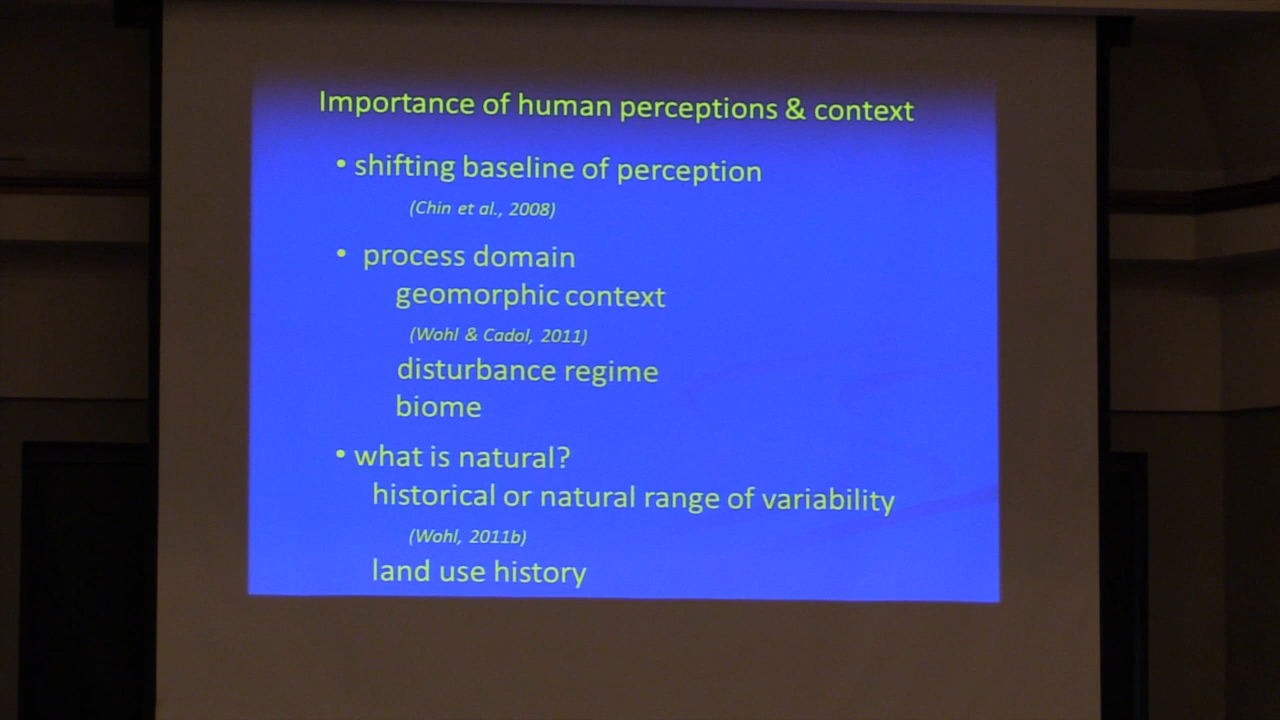 Importance of human perceptions & context
• shifting baseline of perception
(Chin et al., 2008)
• process domain
geomorphic context
(Wohl & Cadol, 2011)
disturbance regime
biome
• what is natural?
historical or natural range of variability
(Wohl, 2011b)
land use history